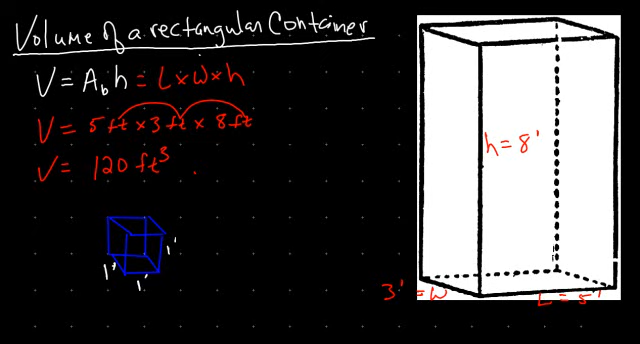 Volume of a rectangular Container
V = A_b h = L × W × h
V = 5 ft × 3 ft × 8 ft
V = 120 ft³
1' 1' 1'
h = 8'
3' = W
L = 5'